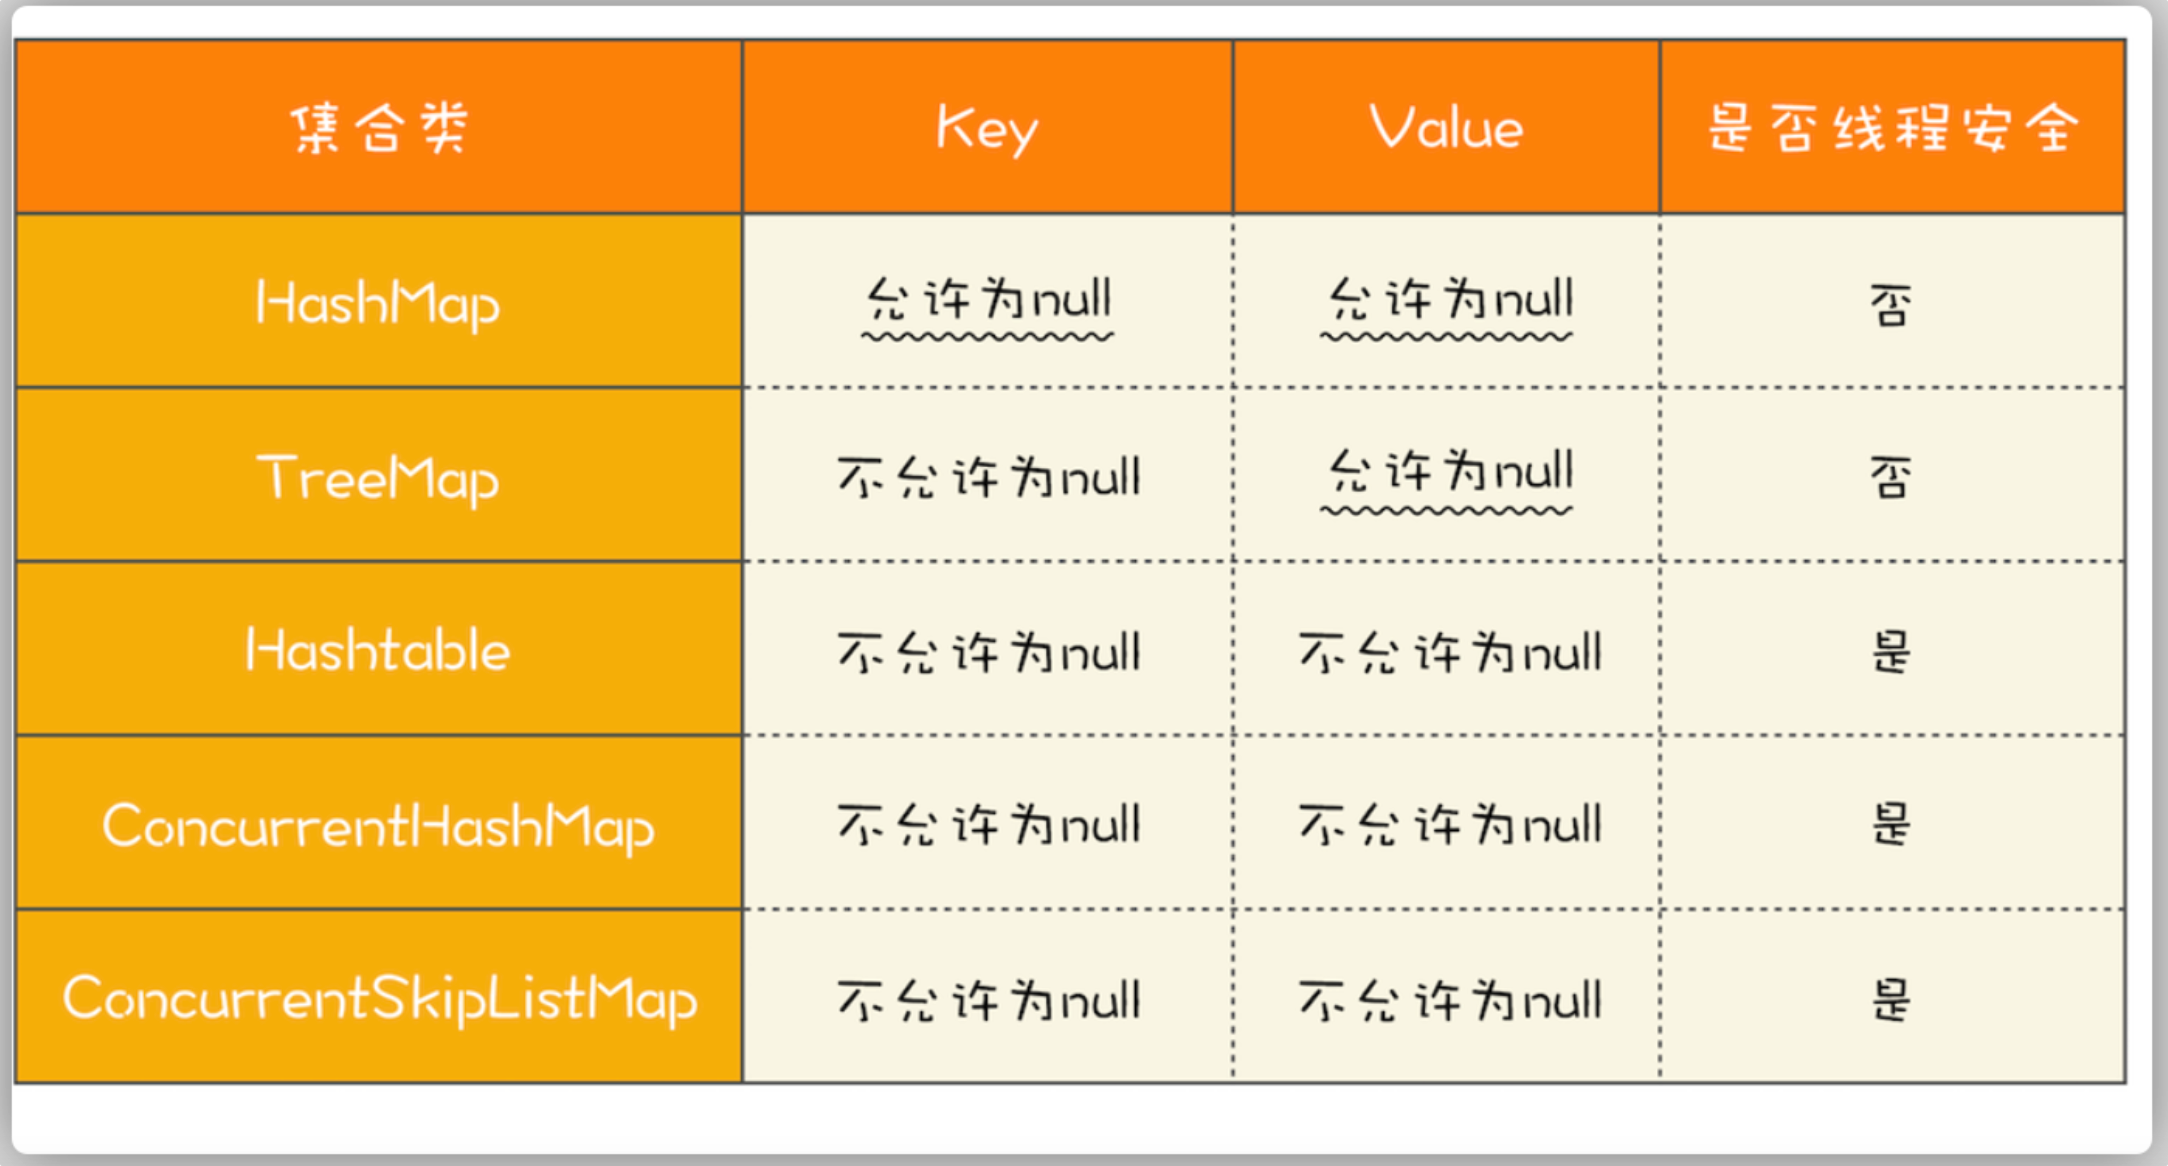 集合类 Key Value 是否线程安全
HashMap 允许为null 允许为null 否
TreeMap 不允许为null 允许为null 否
Hashtable 不允许为null 不允许为null 是
ConcurrentHashMap 不允许为null 不允许为null 是
ConcurrentSkipListMap 不允许为null 不允许为null 是